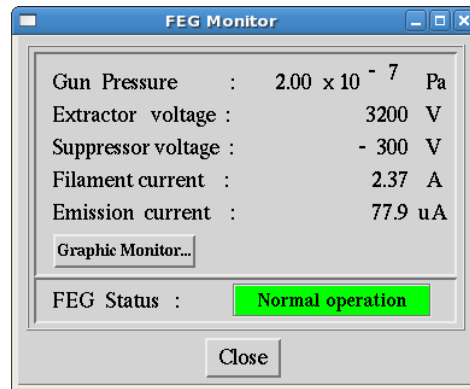 FEG Monitor
Gun Pressure : 2.00 x 10 - 7 Pa
Extractor voltage : 3200 V
Suppressor voltage : - 300 V
Filament current : 2.37 A
Emission current : 77.9 uA
Graphic Monitor...
FEG Status : Normal operation
Close